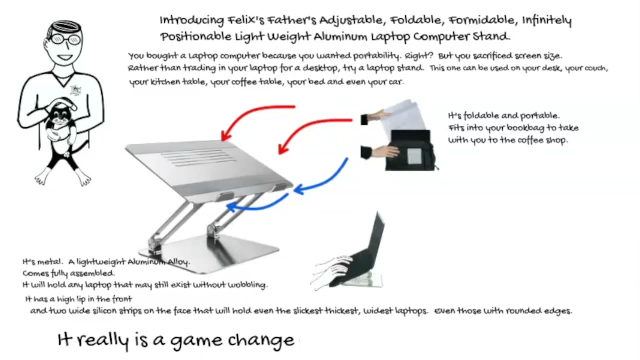 Introducing Felix's Father's Adjustable, Foldable, Formidable, Infinitely
Positionable Light Weight Aluminum Laptop Computer Stand.
You bought a Laptop computer because you wanted portability. Right? But you sacrificed screen size.
Rather than trading in your laptop for a desktop, try a laptop stand. This one can be used on your desk, your couch,
your kitchen table, your coffee table, your bed and even your car.
It's foldable and portable.
Fits into your bookbag to take
with you to the coffee shop.
It's metal. A lightweight Aluminum Alloy.
Comes fully assembled.
It will hold any laptop that may still exist without wobbling.
It has a high lip in the front
and two wide silicon strips on the face that will hold even the slickest thickest, widest laptops. Even those with rounded edges.
It really is a game change